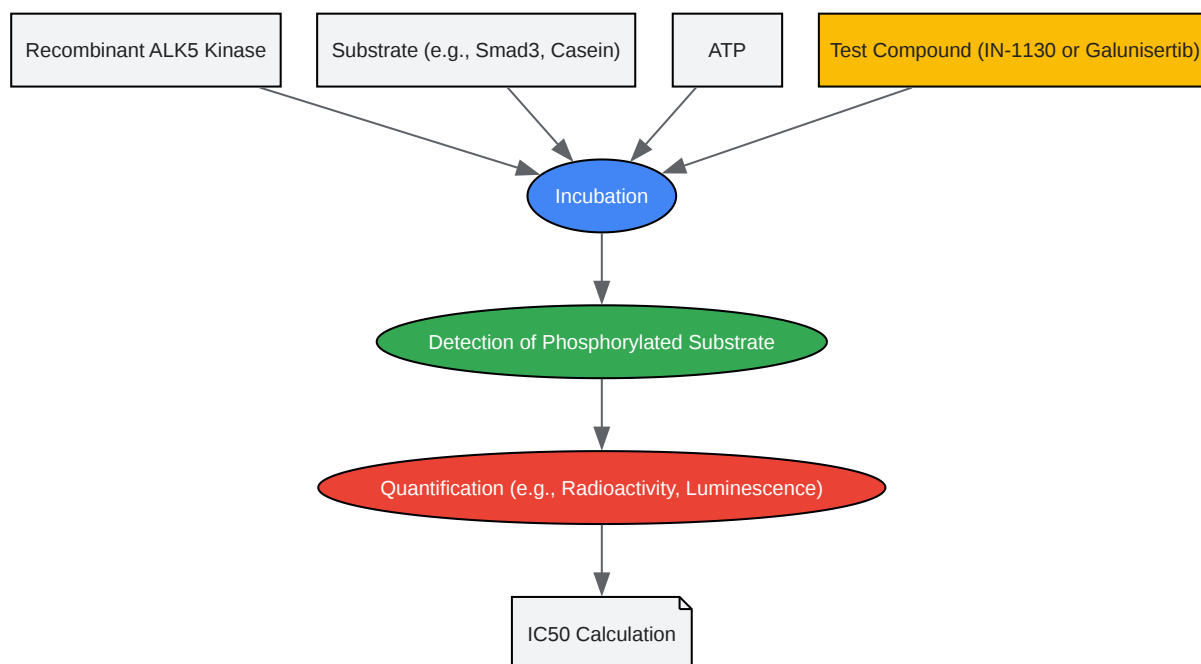 Recombinant ALK5 Kinase
Substrate (e.g., Smad3, Casein)
ATP
Test Compound (IN-1130 or Galunisertib)
Incubation
Detection of Phosphorylated Substrate
Quantification (e.g., Radioactivity, Luminescence)
IC50 Calculation